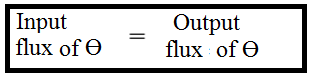 Input = Output
flux of Ɵ flux of Ɵ